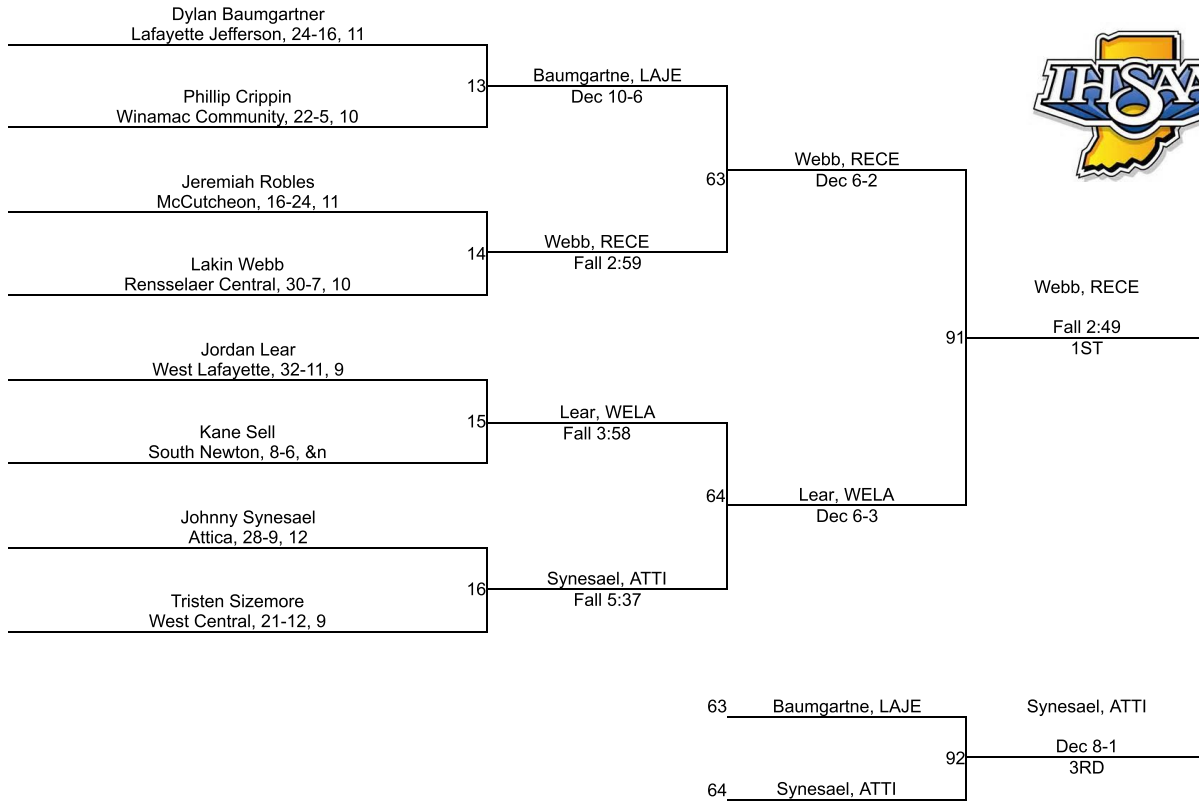 Dylan Baumgartner
Lafayette Jefferson, 24-16, 11
13
Baumgartne, LAJE
Dec 10-6
Phillip Crippin
Winamac Community, 22-5, 10
IHSAA
63
Webb, RECE
Dec 6-2
Jeremiah Robles
McCutcheon, 16-24, 11
14
Webb, RECE
Fall 2:59
Lakin Webb
Rensselaer Central, 30-7, 10
91
Webb, RECE
Fall 2:49
1ST
Jordan Lear
West Lafayette, 32-11, 9
15
Lear, WELA
Fall 3:58
Kane Sell
South Newton, 8-6, &n
64
Lear, WELA
Dec 6-3
Johnny Synesael
Attica, 28-9, 12
16
Synesael, ATTI
Fall 5:37
Tristen Sizemore
West Central, 21-12, 9
63
Baumgartne, LAJE
92
Synesael, ATTI
Dec 8-1
3RD
64
Synesael, ATTI